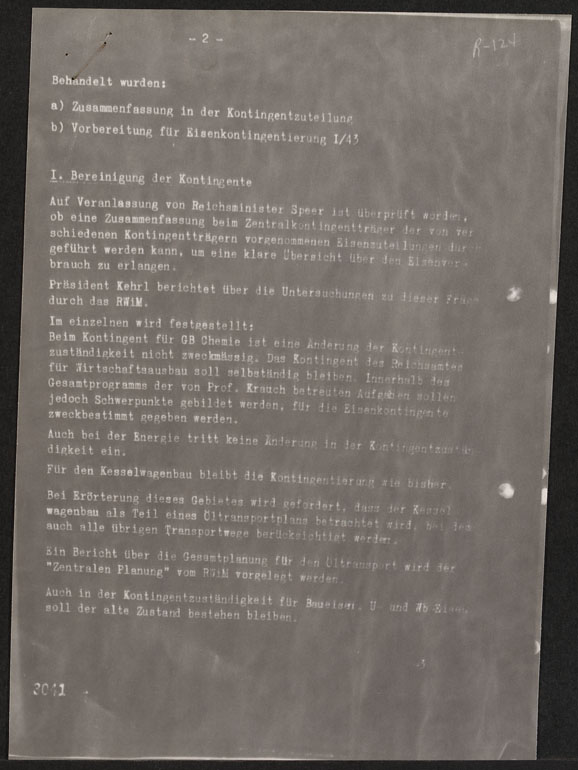 - 2 -
R-124
Behandelt wurden:
a) Zusammenfassung in der Kontingentzuteilung
b) Vorbereitung für Eisenkontingentierung I/43
I. Bereinigung der Kontingente
Auf Veranlassung von Reichsminister Speer ist überprüft worden,
ob eine Zusammenfassung beim Zentralkontingentträger der von ver
schiedenen Kontingentträgern vorgenommenen Eisenzuteilungen durch
geführt werden kann, um eine klare Übersicht über den Eisenver-
brauch zu erlangen.
Präsident Kehrl berichtet über die Untersuchungen zu dieser Frage
durch das RWiM.
Im einzelnen wird festgestellt:
Beim Kontingent für GB Chemie ist eine Änderung der Kontingent-
zuständigkeit nicht zweckmässig. Das Kontingent des Reichsamtes
für Wirtschaftsausbau soll selbständig bleiben. Innerhalb des
Gesamtprogramms der von Prof. Krauch betreuten Aufgaben sollen
jedoch Schwerpunkte gebildet werden, für die Eisenkontingente
zweckbestimmt gegeben werden.
Auch bei der Energie tritt keine Änderung in der Kontingentzustän
digkeit ein.
Für den Kesselwagenbau bleibt die Kontingentierung wie bisher.
Bei Erörterung dieses Gebietes wird gefordert, dass der Kessel
wagenbau als Teil eines Öltransportplans betrachtet wird, bei dem
auch alle übrigen Transportwege berücksichtigt werden.
Ein Bericht über die Gesamtplanung für den Öltransport wird der
"Zentralen Planung" vom RWiM vorgelegt werden.
Auch in der Kontingentzuständigkeit für Baueisen, U- und Wb-Eisen
soll der alte Zustand bestehen bleiben.
3
3041